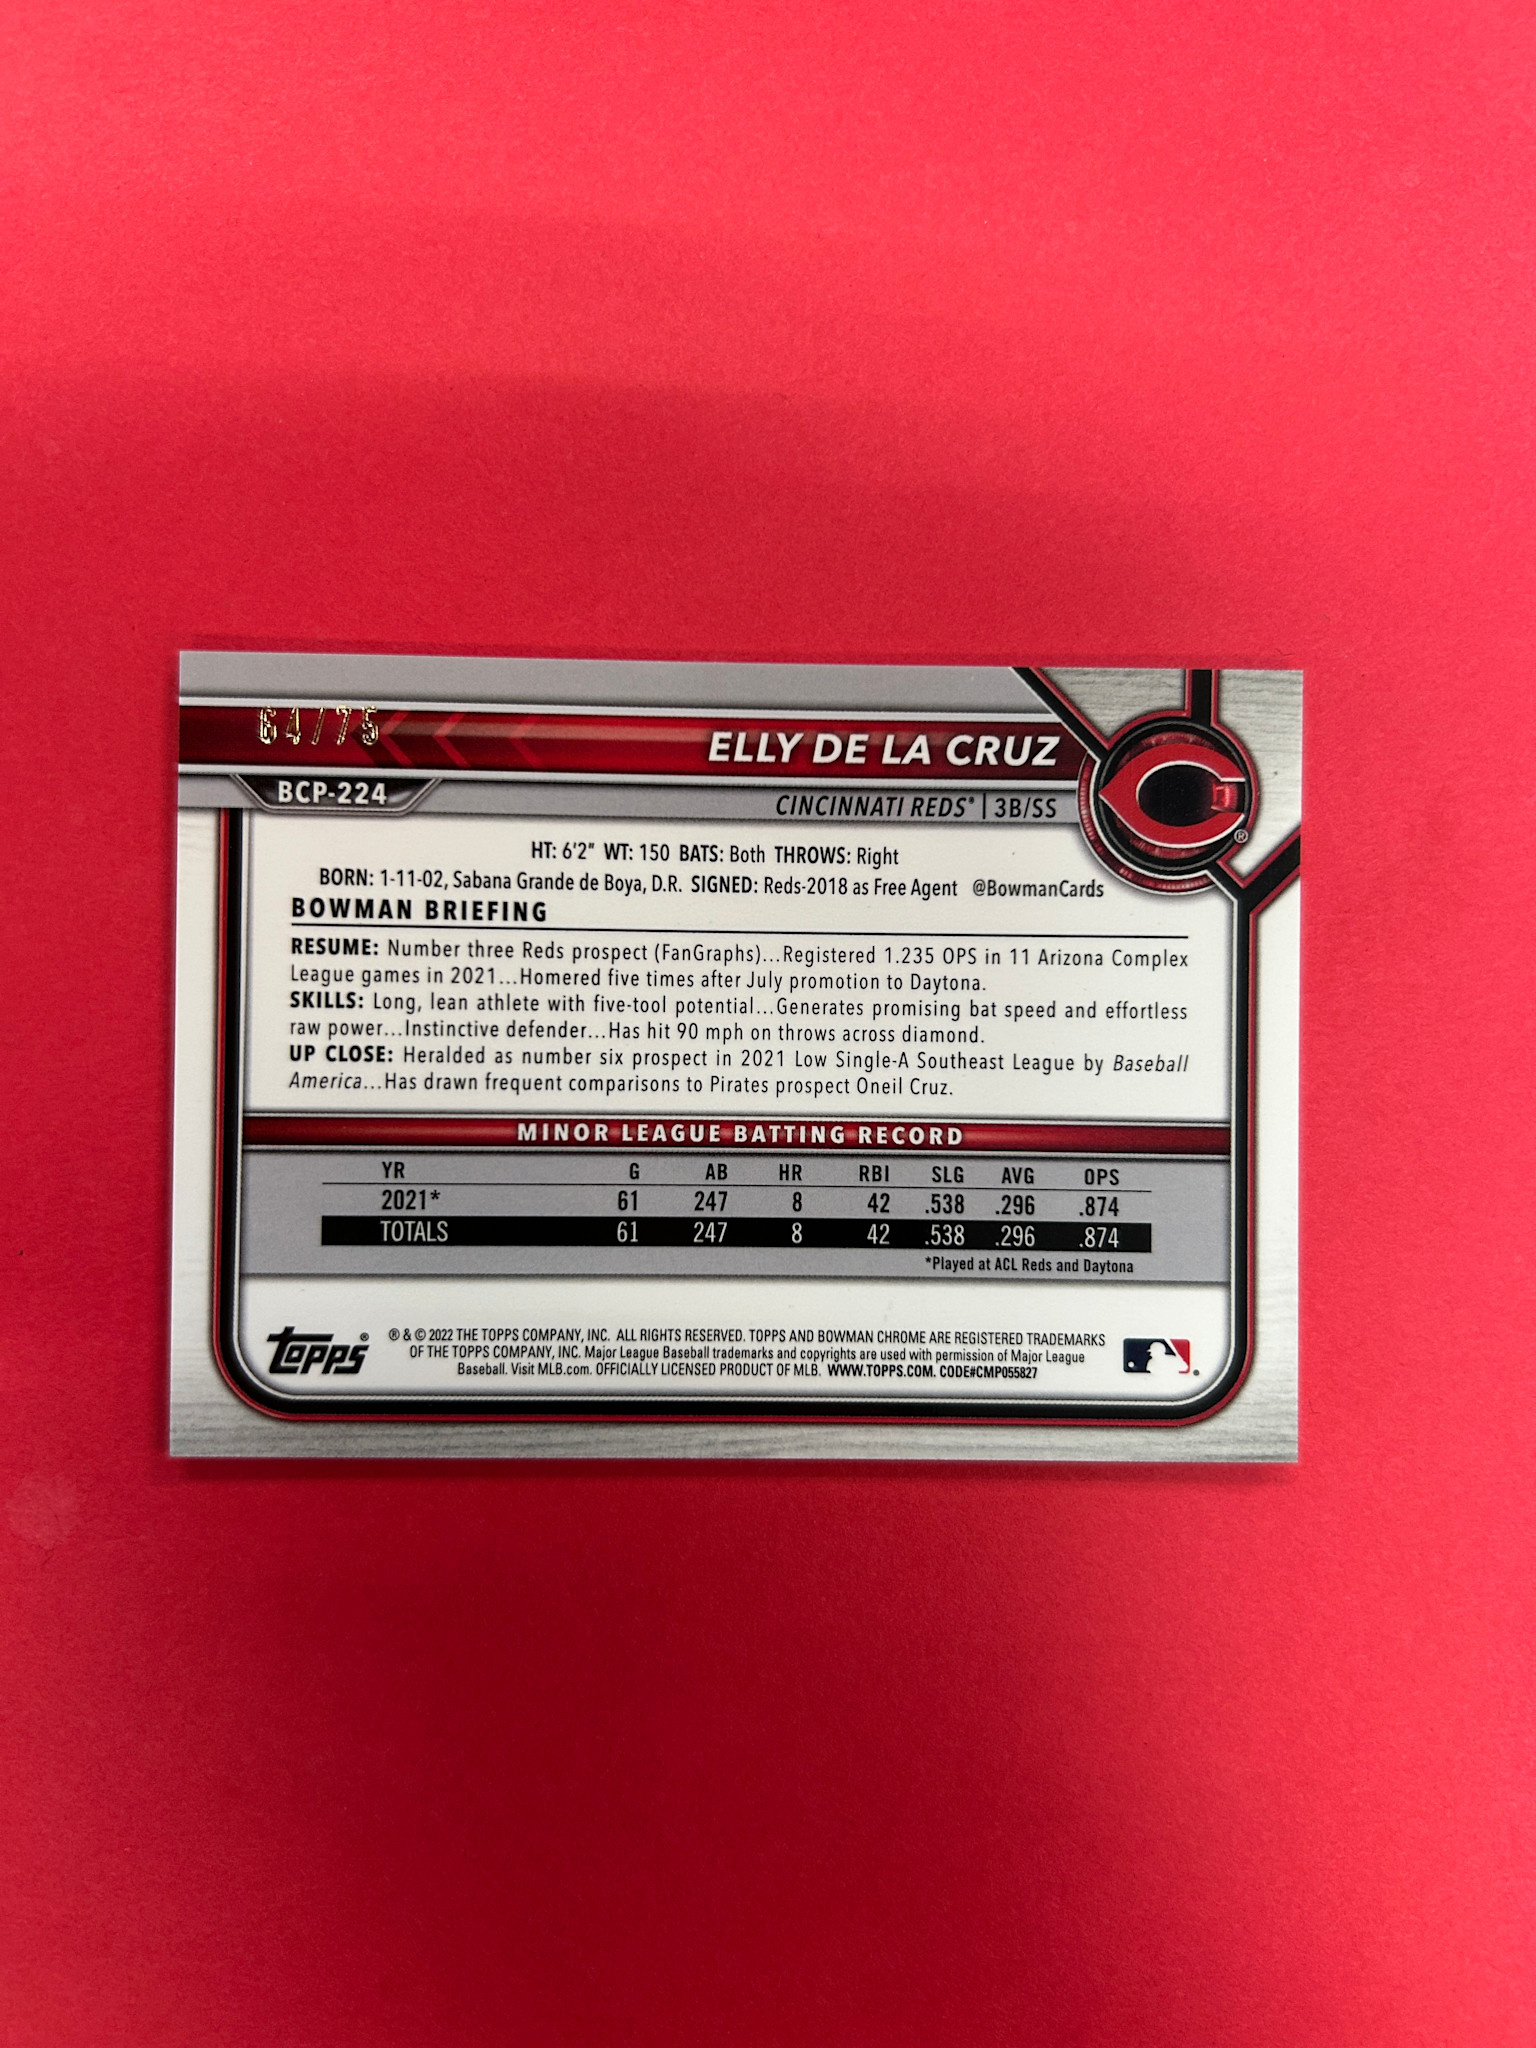 64/75
ELLY DE LA CRUZ
BCP-224
CINCINNATI REDS® | 3B/SS
HT: 6'2" WT: 150 BATS: Both THROWS: Right
BORN: 1-11-02, Sabana Grande de Boya, D.R. SIGNED: Reds-2018 as Free Agent @BowmanCards
BOWMAN BRIEFING
RESUME: Number three Reds prospect (FanGraphs)...Registered 1.235 OPS in 11 Arizona Complex
League games in 2021...Homered five times after July promotion to Daytona.
SKILLS: Long, lean athlete with five-tool potential...Generates promising bat speed and effortless
raw power...Instinctive defender...Has hit 90 mph on throws across diamond.
UP CLOSE: Heralded as number six prospect in 2021 Low Single-A Southeast League by Baseball
America...Has drawn frequent comparisons to Pirates prospect Oneil Cruz.
MINOR LEAGUE BATTING RECORD
YR G AB HR RBI SLG AVG OPS
2021* 61 247 8 42 .538 .296 .874
TOTALS 61 247 8 42 .538 .296 .874
*Played at ACL Reds and Daytona
Topps®
® & © 2022 THE TOPPS COMPANY, INC. ALL RIGHTS RESERVED. TOPPS AND BOWMAN CHROME ARE REGISTERED TRADEMARKS
OF THE TOPPS COMPANY, INC. Major League Baseball trademarks and copyrights are used with permission of Major League
Baseball. Visit MLB.com. OFFICIALLY LICENSED PRODUCT OF MLB. WWW.TOPPS.COM. CODE#CMP055827